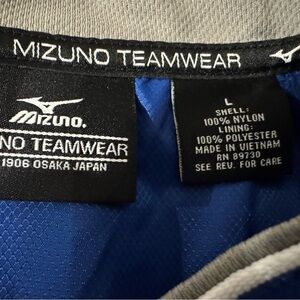 MIZUNO TEAMWEAR
MIZUNO.
NO TEAMWEAR
1906 OSAKA JAPAN
L
SHELL:
100% NYLON
LINING:
100% POLYESTER
MADE IN VIETNAM
RN 89730
SEE REV. FOR CARE